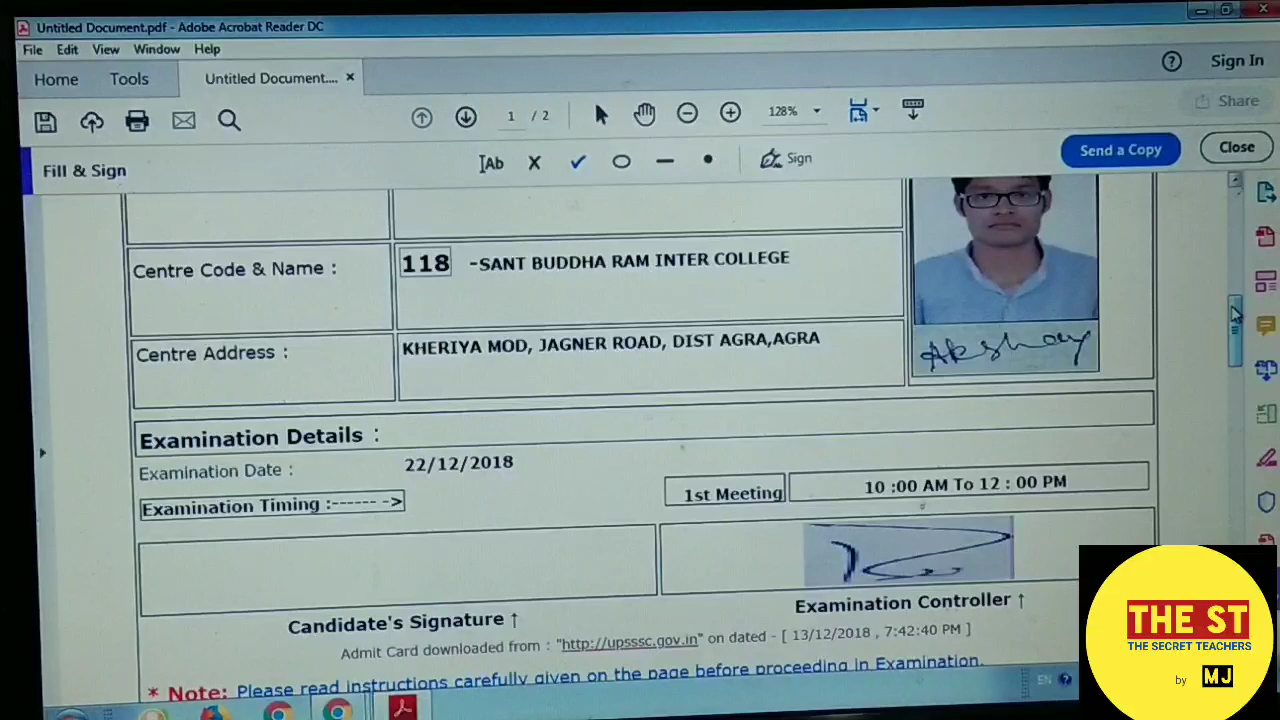 Untitled Document.pdf - Adobe Acrobat Reader DC
File Edit View Window Help
Home Tools Untitled Document.... × Sign In
1 / 2 128% Share
Fill & Sign Ab Sign Send a Copy Close
Centre Code & Name : 118 -SANT BUDDHA RAM INTER COLLEGE
Centre Address : KHERIYA MOD, JAGNER ROAD, DIST AGRA,AGRA
Akshay
Examination Details :
Examination Date : 22/12/2018
Examination Timing :------ -> 1st Meeting 10 :00 AM To 12 : 00 PM
Candidate's Signature ↑ Examination Controller ↑
Admit Card downloaded from : "http://upsssc.gov.in" on dated - [ 13/12/2018 , 7:42:40 PM ]
* Note: Please read instructions carefully given on the page before proceeding in Examination.
EN
THE ST
THE SECRET TEACHERS
by MJ